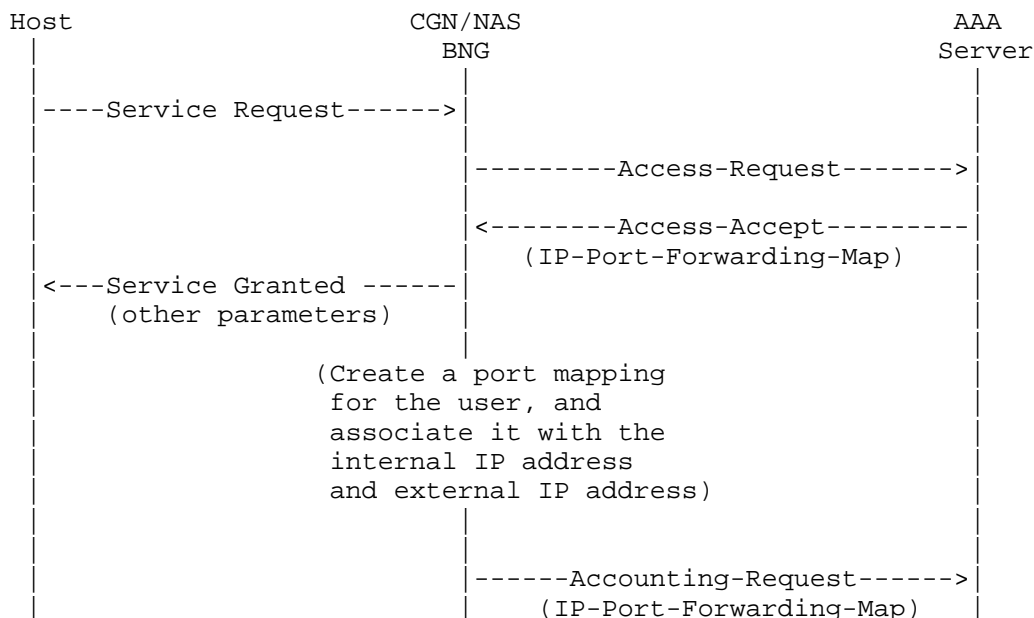 Host CGN/NAS AAA
BNG Server
----Service Request------>
---------Access-Request------->
<--------Access-Accept---------
(IP-Port-Forwarding-Map)
<---Service Granted ------
(other parameters)
(Create a port mapping
for the user, and
associate it with the
internal IP address
and external IP address)
------Accounting-Request------>
(IP-Port-Forwarding-Map)